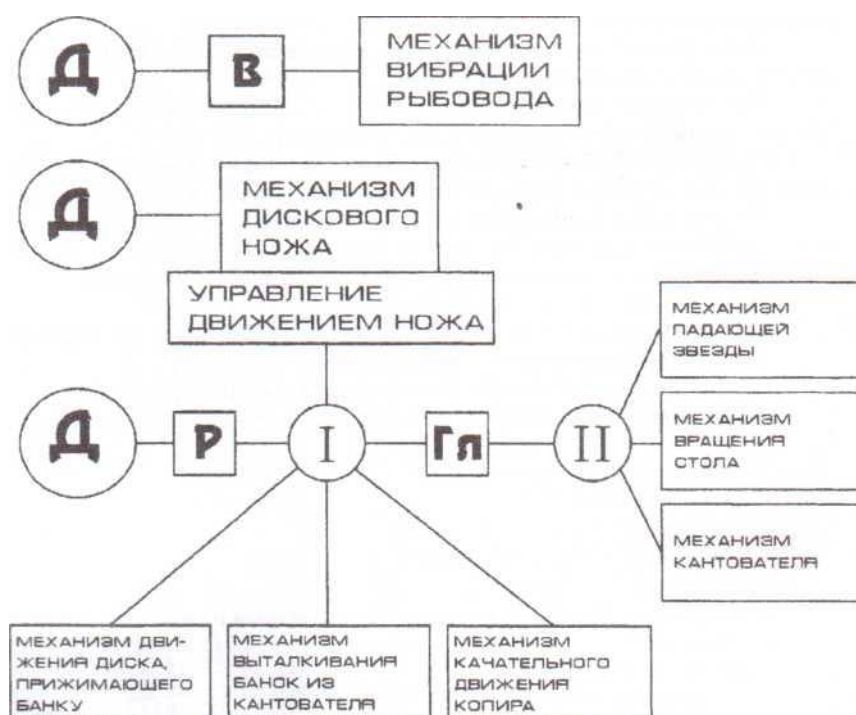 Д
В
МЕХАНИЗМ
ВИБРАЦИИ
РЫБОВОДА
Д
МЕХАНИЗМ
ДИСКОВОГО
НОЖА
УПРАВЛЕНИЕ
ДВИЖЕНИЕМ НОЖА
МЕХАНИЗМ
ПАДАЮЩЕЙ
ЗВЕЗДЫ
Д
Р
I
Гл
II
МЕХАНИЗМ
ВРАЩЕНИЯ
СТОЛА
МЕХАНИЗМ
КАНТОВАТЕЛЯ
МЕХАНИЗМ ДВИ-
ЖЕНИЯ ДИСКА,
ПРИЖИМАЮЩЕГО
БАНКУ
МЕХАНИЗМ
ВЫТАЛКИВАНИЯ
БАНОК ИЗ
КАНТОВАТЕЛЯ
МЕХАНИЗМ
КАЧАТЕЛЬНОГО
ДВИЖЕНИЯ
КОПИРА